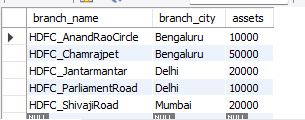 branch_name branch_city assets
HDFC_AnandRaoCircle Bengaluru 10000
HDFC_Chamrajpet Bengaluru 50000
HDFC_Jantarmantar Delhi 20000
HDFC_ParliamentRoad Delhi 10000
HDFC_ShivajiRoad Mumbai 20000
NULL NULL NULL